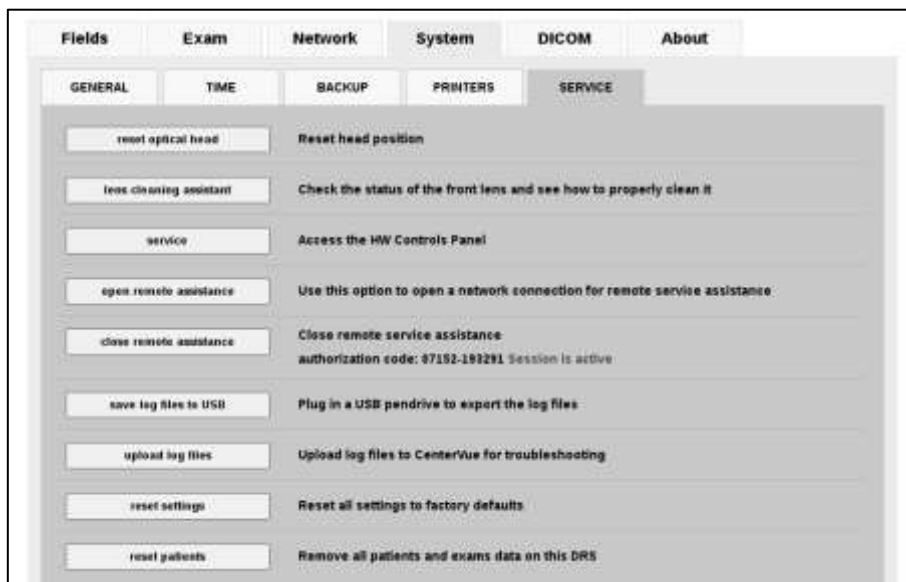 Fields Exam Network System DICOM About
GENERAL TIME BACKUP PRINTERS SERVICE
reset optical head Reset head position
lens cleaning assistant Check the status of the front lens and see how to properly clean it
service Access the HW Controls Panel
open remote assistance Use this option to open a network connection for remote service assistance
close remote assistance Close remote service assistance
authorization code: 07152-193291 Session is active
save log files to USB Plug in a USB pendrive to export the log files
upload log files Upload log files to CenterVue for troubleshooting
reset settings Reset all settings to factory defaults
reset patients Remove all patients and exams data on this DRS